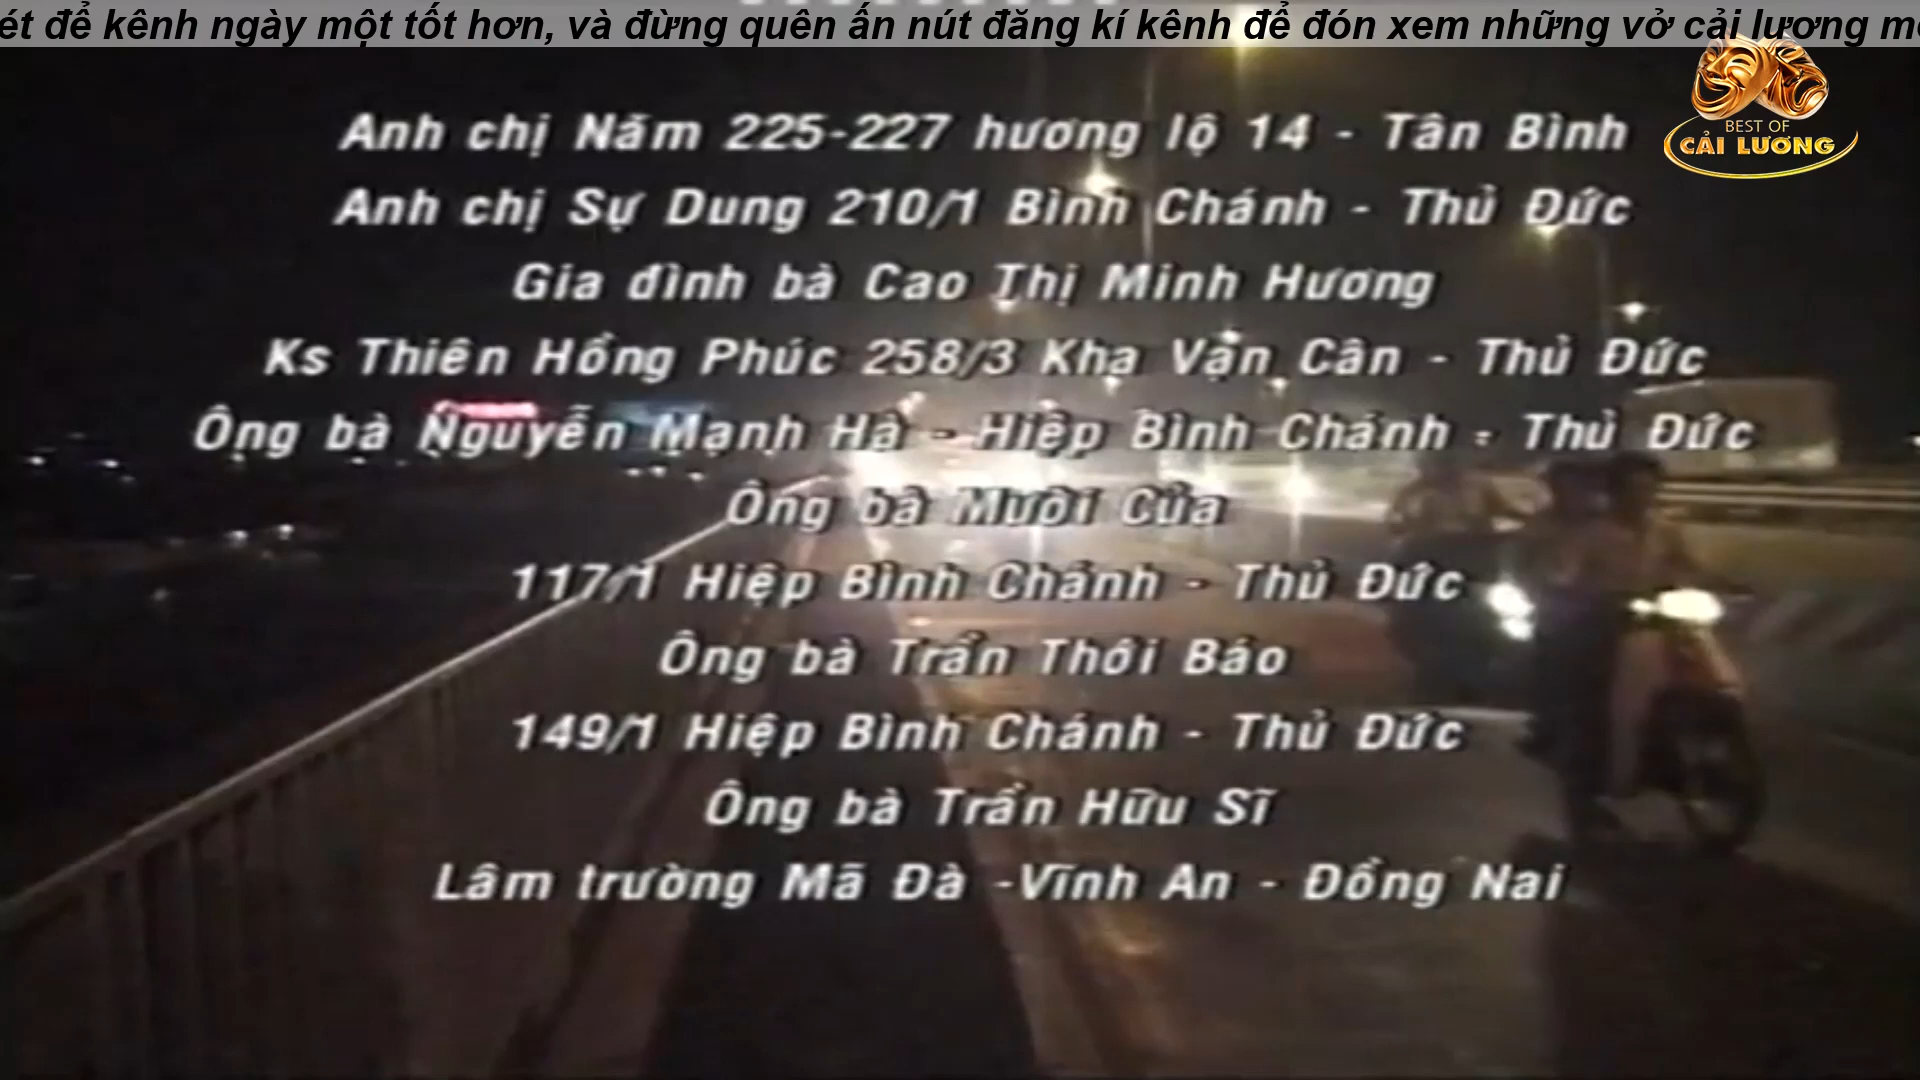 ét để kênh ngày một tốt hơn, và đừng quên ấn nút đăng kí kênh để đón xem những vở cải lương mớ
BEST OF
CẢI LƯƠNG
Anh chị Năm 225-227 hương lộ 14 - Tân Bình
Anh chị Sự Dung 210/1 Bình Chánh - Thủ Đức
Gia đình bà Cao Thị Minh Hương
Ks Thiên Hồng Phúc 258/3 Kha Vạn Cân - Thủ Đức
Ông bà Nguyễn Mạnh Hà - Hiệp Bình Chánh - Thủ Đức
Ông bà Mười Của
117/1 Hiệp Bình Chánh - Thủ Đức
Ông bà Trần Thới Bảo
149/1 Hiệp Bình Chánh - Thủ Đức
Ông bà Trần Hữu Sĩ
Lâm trường Mã Đà -Vĩnh An - Đồng Nai